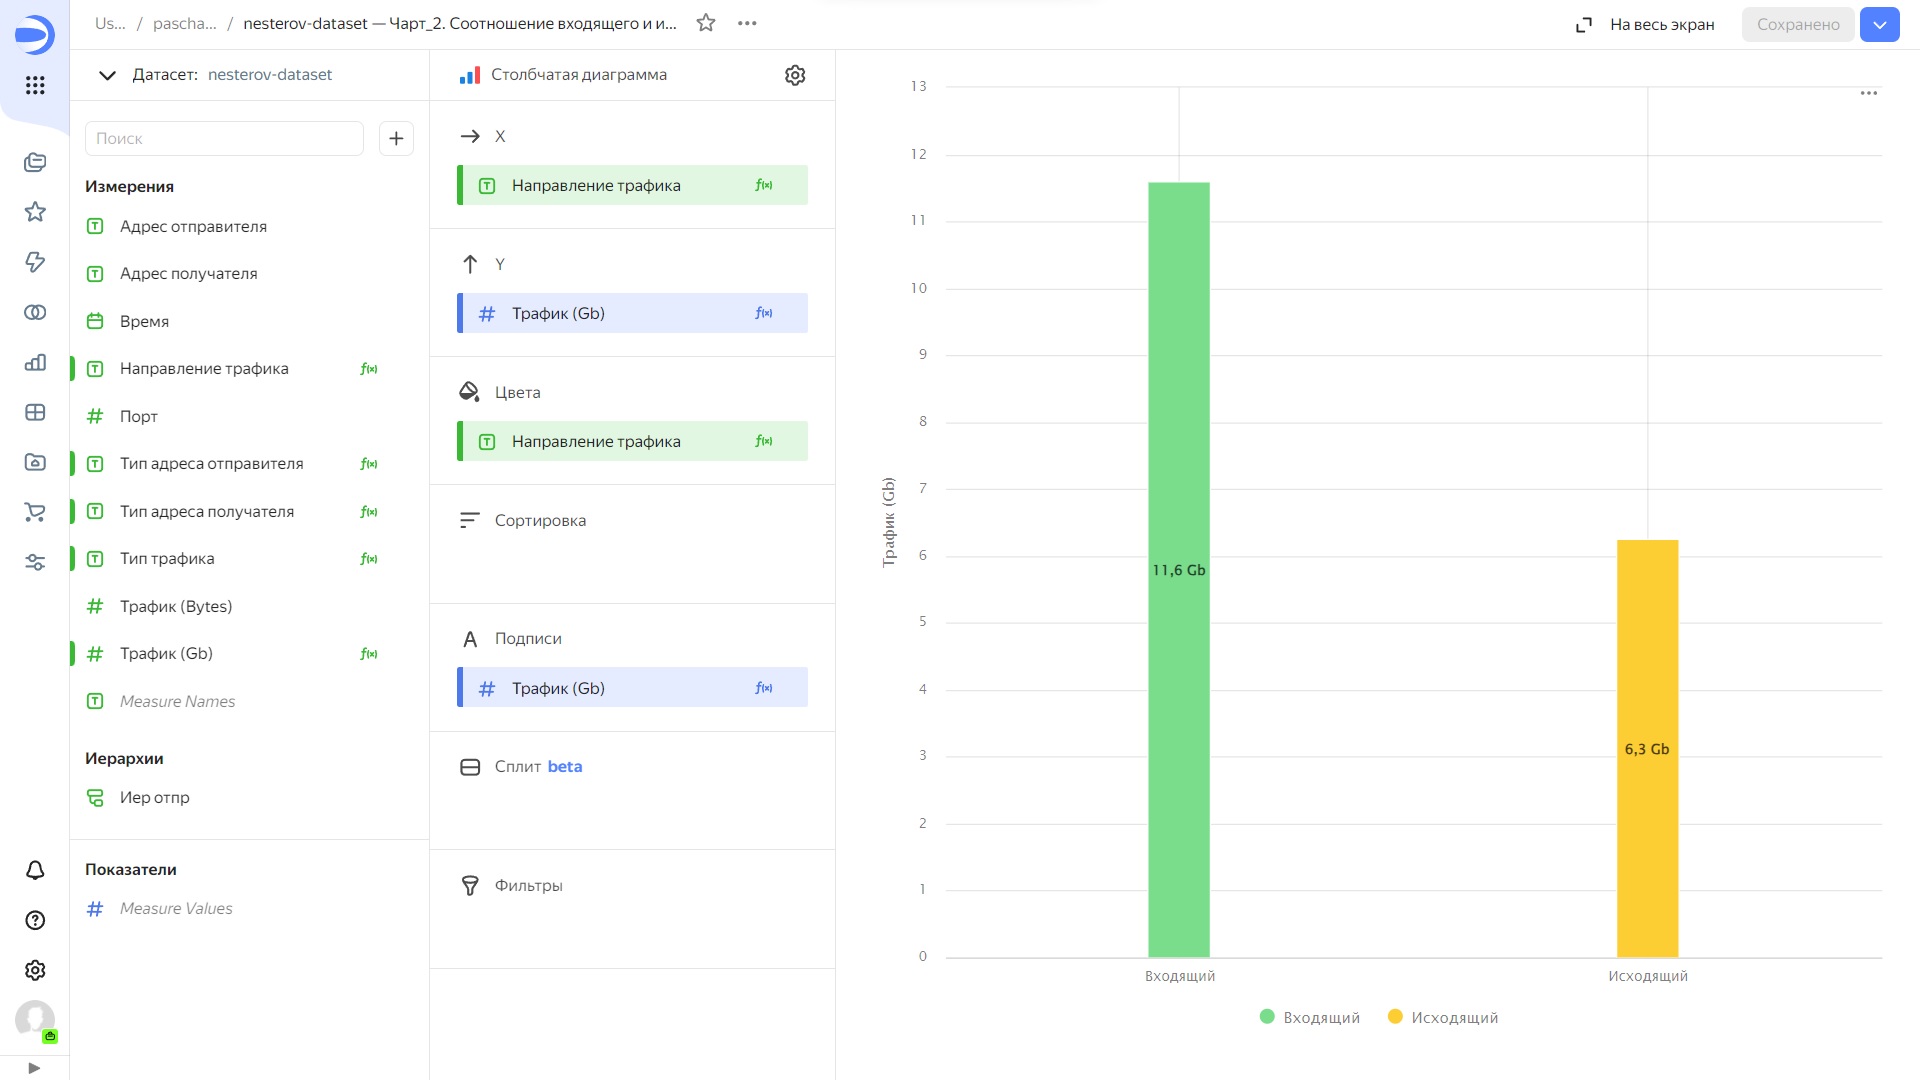 Us... / pascha... / nesterov-dataset — Чарт_2. Соотношение входящего и и...
На весь экран
Сохранено
Датасет: nesterov-dataset
Поиск
Измерения
Адрес отправителя
Адрес получателя
Время
Направление трафика
Порт
Тип адреса отправителя
Тип адреса получателя
Тип трафика
Трафик (Bytes)
Трафик (Gb)
Measure Names
Иерархии
Иер отпр
Показатели
Measure Values
Столбчатая диаграмма
X
Направление трафика
Y
Трафик (Gb)
Цвета
Направление трафика
Сортировка
Подписи
Трафик (Gb)
Сплит beta
Фильтры
Трафик (Gb)
13
12
11
10
9
8
7
6
5
4
3
2
1
0
11,6 Gb
6,3 Gb
Входящий
Исходящий
Входящий
Исходящий